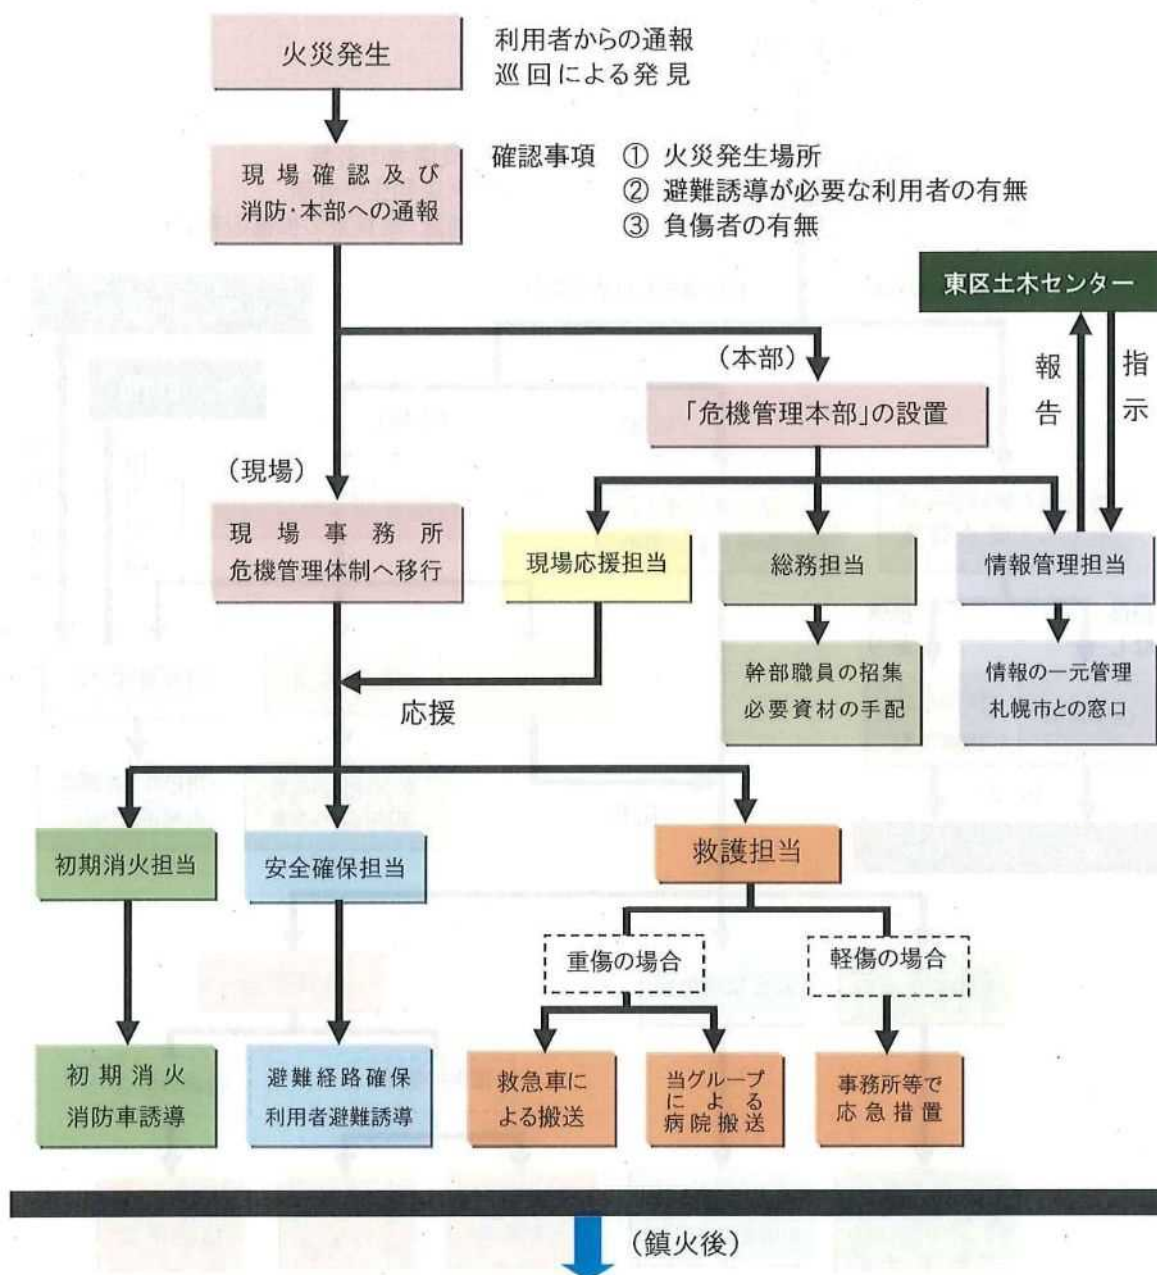 火災発生
利用者からの通報
巡回による発見
現場確認及び
消防・本部への通報
確認事項 ① 火災発生場所
② 避難誘導が必要な利用者の有無
③ 負傷者の有無
東区土木センター
(本部)
報告
指示
「危機管理本部」の設置
(現場)
現場事務所
危機管理体制へ移行
現場応援担当
総務担当
情報管理担当
幹部職員の招集
必要資材の手配
情報の一元管理
札幌市との窓口
応援
初期消火担当
安全確保担当
救護担当
重傷の場合
軽傷の場合
初期消火
消防車誘導
避難経路確保
利用者避難誘導
救急車に
よる搬送
当グループ
による
病院搬送
事務所等で
応急措置
(鎮火後)